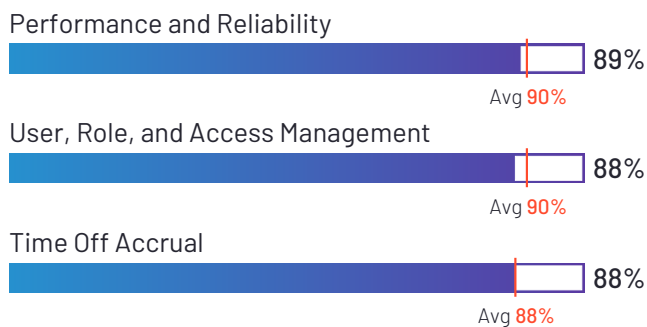 Performance and Reliability
89%
Avg 90%
User, Role, and Access Management
88%
Avg 90%
Time Off Accrual
88%
Avg 88%